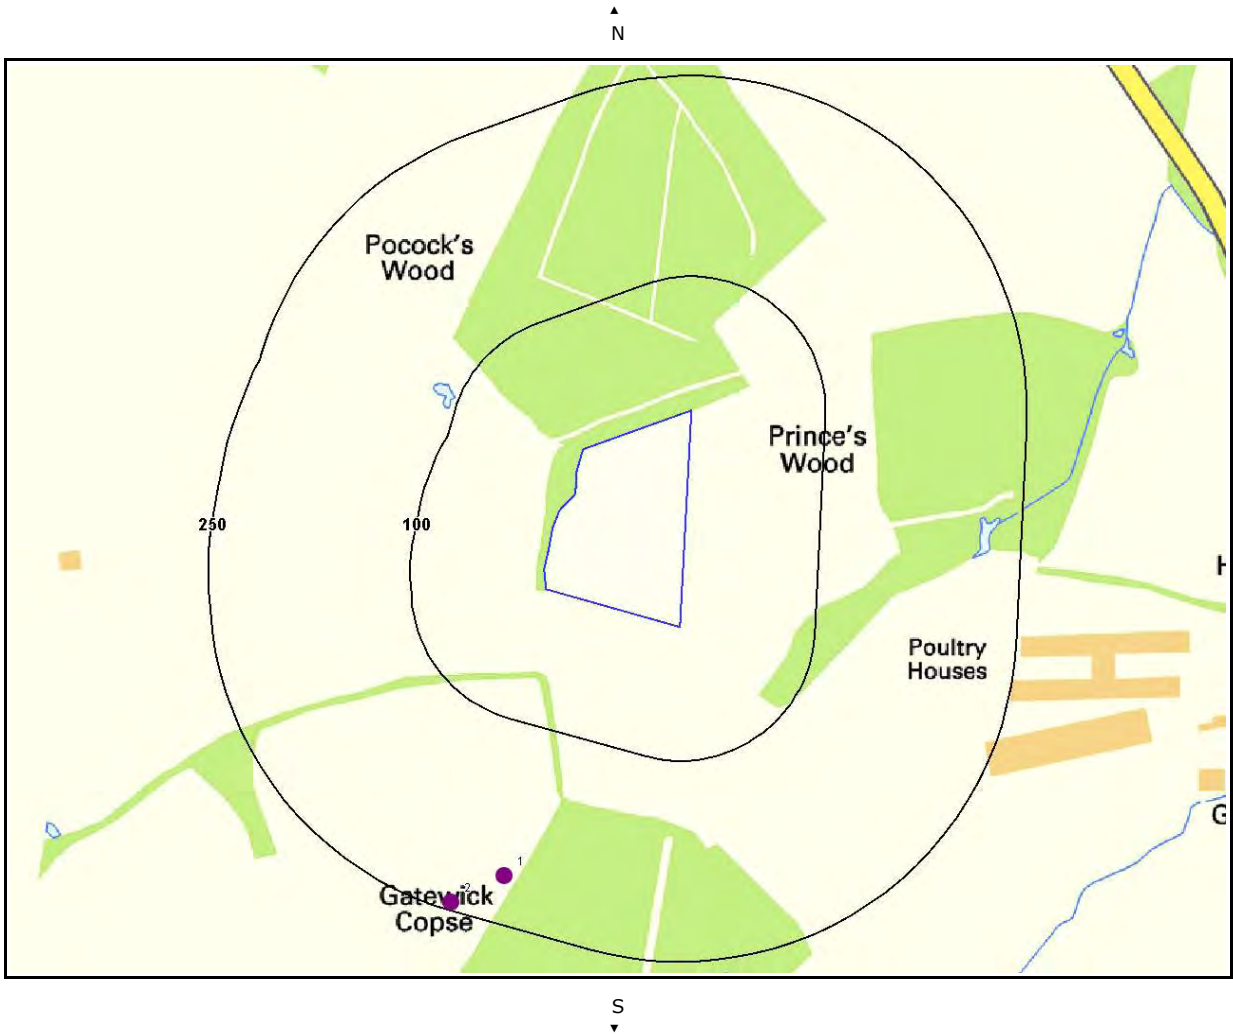 N
Pocock's
Wood
Prince's
Wood
250
100
H
Poultry
Houses
G
1
2
Gatewick
Copse
S